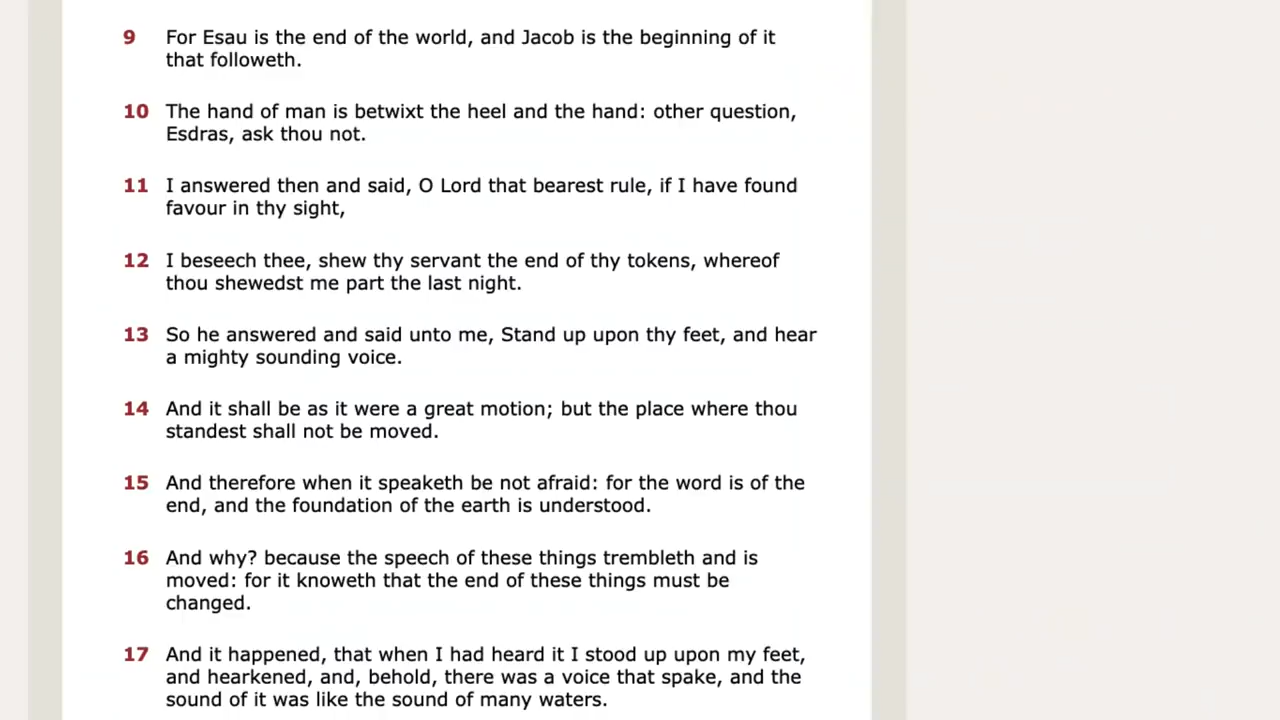 9 For Esau is the end of the world, and Jacob is the beginning of it
that followeth.
10 The hand of man is betwixt the heel and the hand: other question,
Esdras, ask thou not.
11 I answered then and said, O Lord that bearest rule, if I have found
favour in thy sight,
12 I beseech thee, shew thy servant the end of thy tokens, whereof
thou shewedst me part the last night.
13 So he answered and said unto me, Stand up upon thy feet, and hear
a mighty sounding voice.
14 And it shall be as it were a great motion; but the place where thou
standest shall not be moved.
15 And therefore when it speaketh be not afraid: for the word is of the
end, and the foundation of the earth is understood.
16 And why? because the speech of these things trembleth and is
moved: for it knoweth that the end of these things must be
changed.
17 And it happened, that when I had heard it I stood up upon my feet,
and hearkened, and, behold, there was a voice that spake, and the
sound of it was like the sound of many waters.